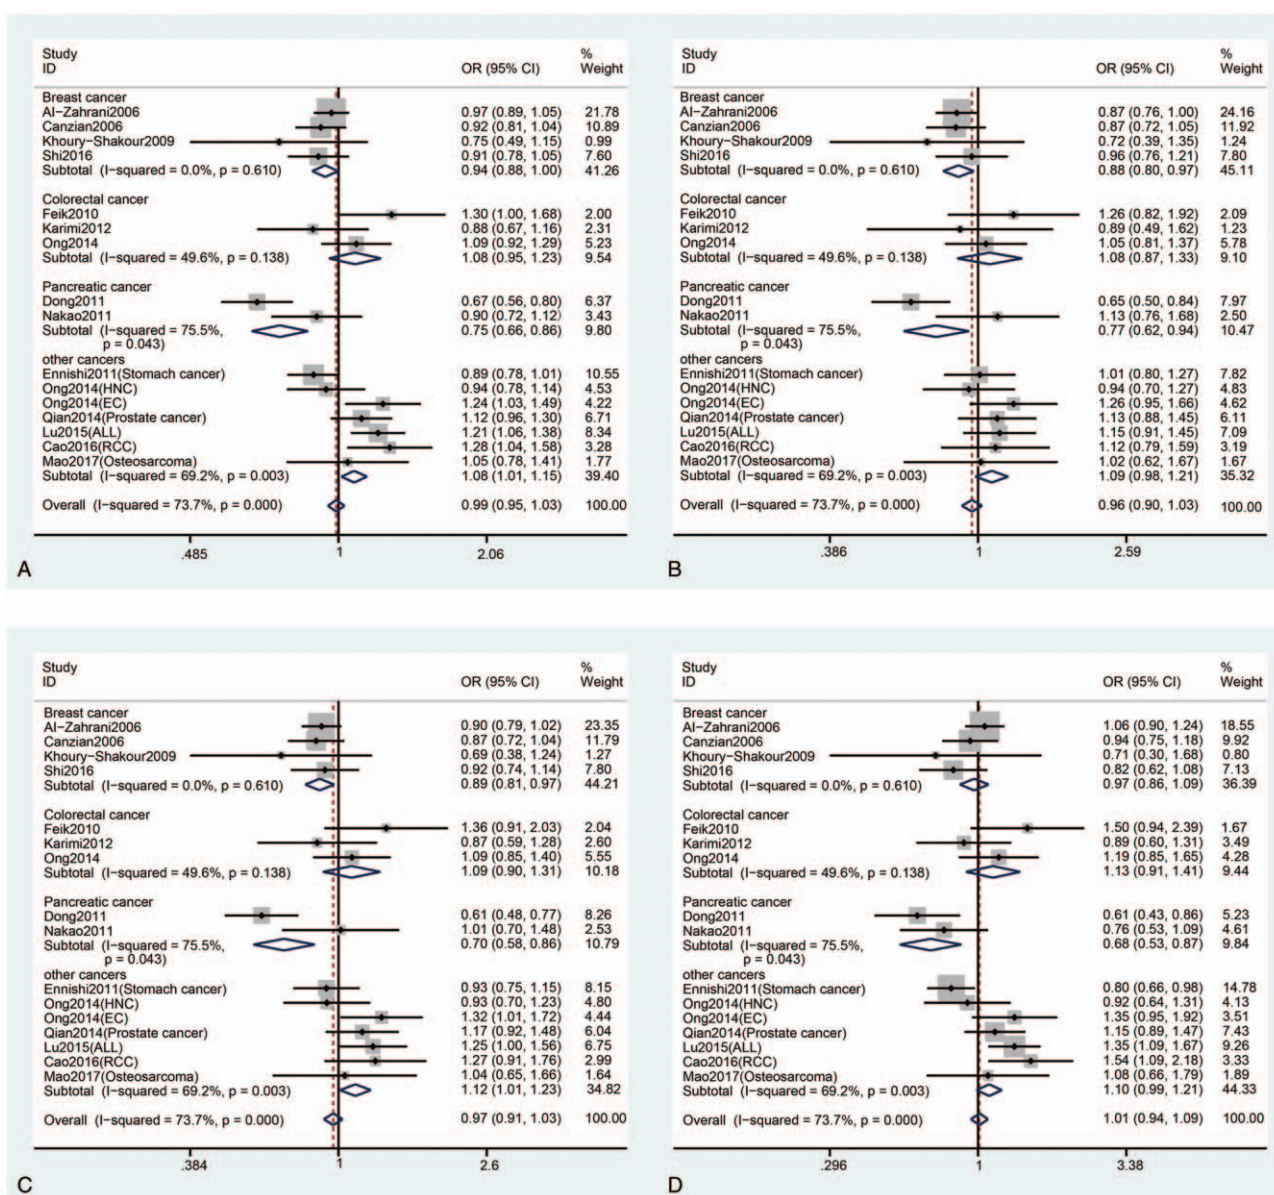 Study % 
ID OR (95% CI) Weight
Breast cancer
Al-Zahrani2006 0.97 (0.89, 1.05) 21.78
Canzian2006 0.92 (0.81, 1.04) 10.89
Khoury-Shakour2009 0.75 (0.49, 1.15) 0.99
Shi2016 0.91 (0.78, 1.05) 7.60
Subtotal (I-squared = 0.0%, p = 0.610) 0.94 (0.88, 1.00) 41.26
Colorectal cancer
Feik2010 1.30 (1.00, 1.68) 2.00
Karimi2012 0.88 (0.67, 1.16) 2.31
Ong2014 1.09 (0.92, 1.29) 5.23
Subtotal (I-squared = 49.6%, p = 0.138) 1.08 (0.95, 1.23) 9.54
Pancreatic cancer
Dong2011 0.67 (0.56, 0.80) 6.37
Nakao2011 0.90 (0.72, 1.12) 3.43
Subtotal (I-squared = 75.5%, 0.75 (0.66, 0.86) 9.80
p = 0.043)
other cancers
Ennishi2011(Stomach cancer) 0.89 (0.78, 1.01) 10.55
Ong2014(HNC) 0.94 (0.78, 1.14) 4.53
Ong2014(EC) 1.24 (1.03, 1.49) 4.22
Qian2014(Prostate cancer) 1.12 (0.96, 1.30) 6.71
Lu2015(ALL) 1.21 (1.06, 1.38) 8.34
Cao2016(RCC) 1.28 (1.04, 1.58) 3.28
Mao2017(Osteosarcoma) 1.05 (0.78, 1.41) 1.77
Subtotal (I-squared = 69.2%, p = 0.003) 1.08 (1.01, 1.15) 39.40
Overall (I-squared = 73.7%, p = 0.000) 0.99 (0.95, 1.03) 100.00
.485 1 2.06
A
Study %
ID OR (95% CI) Weight
Breast cancer
Al-Zahrani2006 0.87 (0.76, 1.00) 24.16
Canzian2006 0.87 (0.72, 1.05) 11.92
Khoury-Shakour2009 0.72 (0.39, 1.35) 1.24
Shi2016 0.96 (0.76, 1.21) 7.80
Subtotal (I-squared = 0.0%, p = 0.610) 0.88 (0.80, 0.97) 45.11
Colorectal cancer
Feik2010 1.26 (0.82, 1.92) 2.09
Karimi2012 0.89 (0.49, 1.62) 1.23
Ong2014 1.05 (0.81, 1.37) 5.78
Subtotal (I-squared = 49.6%, p = 0.138) 1.08 (0.87, 1.33) 9.10
Pancreatic cancer
Dong2011 0.65 (0.50, 0.84) 7.97
Nakao2011 1.13 (0.76, 1.68) 2.50
Subtotal (I-squared = 75.5%, 0.77 (0.62, 0.94) 10.47
p = 0.043)
other cancers
Ennishi2011(Stomach cancer) 1.01 (0.80, 1.27) 7.82
Ong2014(HNC) 0.94 (0.70, 1.27) 4.83
Ong2014(EC) 1.26 (0.95, 1.66) 4.62
Qian2014(Prostate cancer) 1.13 (0.88, 1.45) 6.11
Lu2015(ALL) 1.15 (0.91, 1.45) 7.09
Cao2016(RCC) 1.12 (0.79, 1.59) 3.19
Mao2017(Osteosarcoma) 1.02 (0.62, 1.67) 1.67
Subtotal (I-squared = 69.2%, p = 0.003) 1.09 (0.98, 1.21) 35.32
Overall (I-squared = 73.7%, p = 0.000) 0.96 (0.90, 1.03) 100.00
.386 1 2.59
B
Study %
ID OR (95% CI) Weight
Breast cancer
Al-Zahrani2006 0.90 (0.79, 1.02) 23.35
Canzian2006 0.87 (0.72, 1.04) 11.79
Khoury-Shakour2009 0.69 (0.38, 1.24) 1.27
Shi2016 0.92 (0.74, 1.14) 7.80
Subtotal (I-squared = 0.0%, p = 0.610) 0.89 (0.81, 0.97) 44.21
Colorectal cancer
Feik2010 1.36 (0.91, 2.03) 2.04
Karimi2012 0.87 (0.59, 1.28) 2.60
Ong2014 1.09 (0.85, 1.40) 5.55
Subtotal (I-squared = 49.6%, p = 0.138) 1.09 (0.90, 1.31) 10.18
Pancreatic cancer
Dong2011 0.61 (0.48, 0.77) 8.26
Nakao2011 1.01 (0.70, 1.48) 2.53
Subtotal (I-squared = 75.5%, 0.70 (0.58, 0.86) 10.79
p = 0.043)
other cancers
Ennishi2011(Stomach cancer) 0.93 (0.75, 1.15) 8.15
Ong2014(HNC) 0.93 (0.70, 1.23) 4.80
Ong2014(EC) 1.32 (1.01, 1.72) 4.44
Qian2014(Prostate cancer) 1.17 (0.92, 1.48) 6.04
Lu2015(ALL) 1.25 (1.00, 1.56) 6.75
Cao2016(RCC) 1.27 (0.91, 1.76) 2.99
Mao2017(Osteosarcoma) 1.04 (0.65, 1.66) 1.64
Subtotal (I-squared = 69.2%, p = 0.003) 1.12 (1.01, 1.23) 34.82
Overall (I-squared = 73.7%, p = 0.000) 0.97 (0.91, 1.03) 100.00
.384 1 2.6
C
Study %
ID OR (95% CI) Weight
Breast cancer
Al-Zahrani2006 1.06 (0.90, 1.24) 18.55
Canzian2006 0.94 (0.75, 1.18) 9.92
Khoury-Shakour2009 0.71 (0.30, 1.68) 0.80
Shi2016 0.82 (0.62, 1.08) 7.13
Subtotal (I-squared = 0.0%, p = 0.610) 0.97 (0.86, 1.09) 36.39
Colorectal cancer
Feik2010 1.50 (0.94, 2.39) 1.67
Karimi2012 0.89 (0.60, 1.31) 3.49
Ong2014 1.19 (0.85, 1.65) 4.28
Subtotal (I-squared = 49.6%, p = 0.138) 1.13 (0.91, 1.41) 9.44
Pancreatic cancer
Dong2011 0.61 (0.43, 0.86) 5.23
Nakao2011 0.76 (0.53, 1.09) 4.61
Subtotal (I-squared = 75.5%, 0.68 (0.53, 0.87) 9.84
p = 0.043)
other cancers
Ennishi2011(Stomach cancer) 0.80 (0.66, 0.98) 14.78
Ong2014(HNC) 0.92 (0.64, 1.31) 4.13
Ong2014(EC) 1.35 (0.95, 1.92) 3.51
Qian2014(Prostate cancer) 1.15 (0.89, 1.47) 7.43
Lu2015(ALL) 1.35 (1.09, 1.67) 9.26
Cao2016(RCC) 1.54 (1.09, 2.18) 3.33
Mao2017(Osteosarcoma) 1.08 (0.66, 1.79) 1.89
Subtotal (I-squared = 69.2%, p = 0.003) 1.10 (0.99, 1.21) 44.33
Overall (I-squared = 73.7%, p = 0.000) 1.01 (0.94, 1.09) 100.00
.296 1 3.38
D